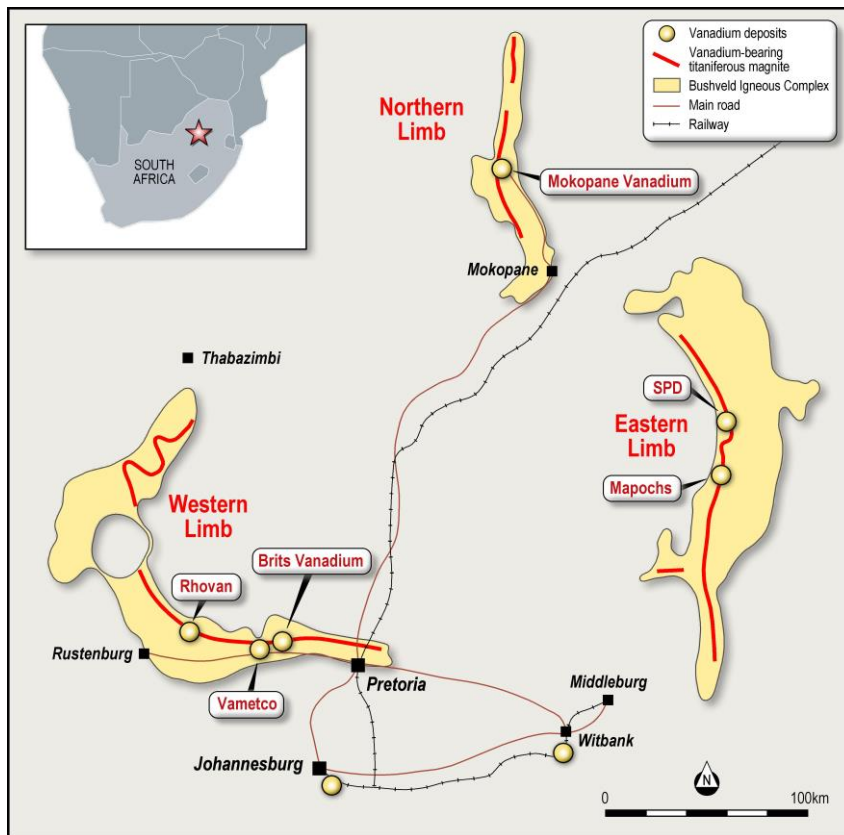 SOUTH
AFRICA
Vanadium deposits
Vanadium-bearing
titaniferous magnite
Bushveld Igneous Complex
Main road
Railway
Northern
Limb
Mokopane Vanadium
Mokopane
Thabazimbi
SPD
Eastern
Limb
Mapochs
Western
Limb
Brits Vanadium
Rhovan
Rustenburg
Vametco
Pretoria
Middleburg
Witbank
Johannesburg
N
0
100km